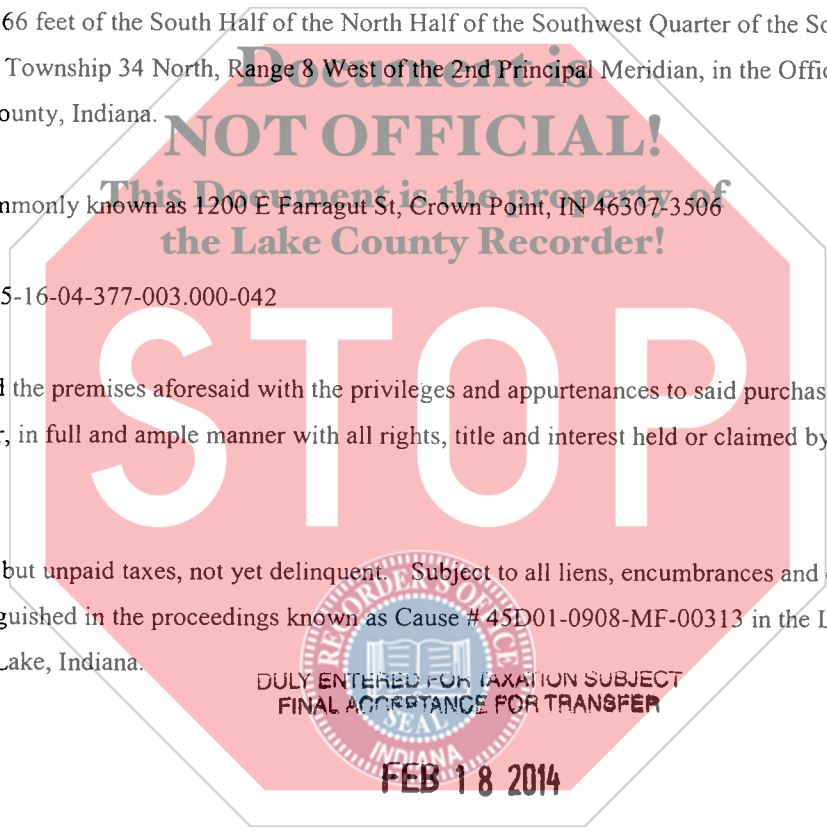 66 feet of the South Half of the North Half of the Southwest Quarter of the So
Document is
Township 34 North, Range 8 West of the 2nd Principal Meridian, in the Offic
ounty, Indiana.
NOT OFFICIAL!
This Document is the property of
nmonly known as 1200 E Farragut St, Crown Point, IN 46307-3506
the Lake County Recorder!
5-16-04-377-003.000-042
STOP
the premises aforesaid with the privileges and appurtenances to said purchas
r, in full and ample manner with all rights, title and interest held or claimed by
but unpaid taxes, not yet delinquent. Subject to all liens, encumbrances and
guished in the proceedings known as Cause # 45D01-0908-MF-00313 in the L
Lake, Indiana.
RECORDER'S OFFICE
SEAL
INDIANA
DULY ENTERED FOR TAXATION SUBJECT
FINAL ACCEPTANCE FOR TRANSFER
FEB 18 2014